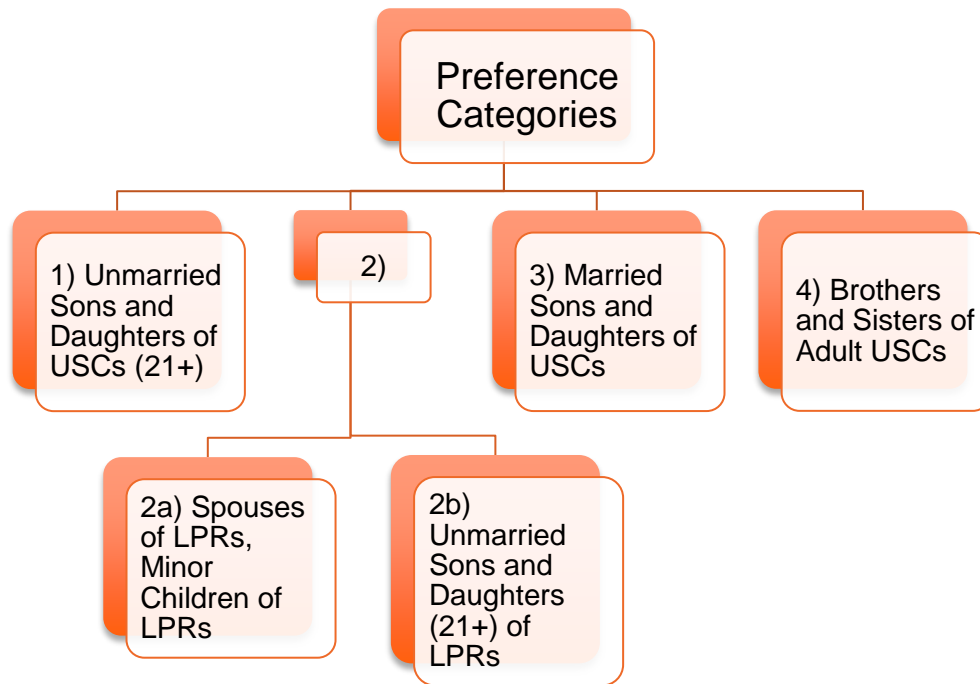 Preference
Categories
1) Unmarried
Sons and
Daughters of
USCs (21+)
2)
3) Married
Sons and
Daughters of
USCs
4) Brothers
and Sisters of
Adult USCs
2a) Spouses
of LPRs,
Minor
Children of
LPRs
2b)
Unmarried
Sons and
Daughters
(21+) of
LPRs